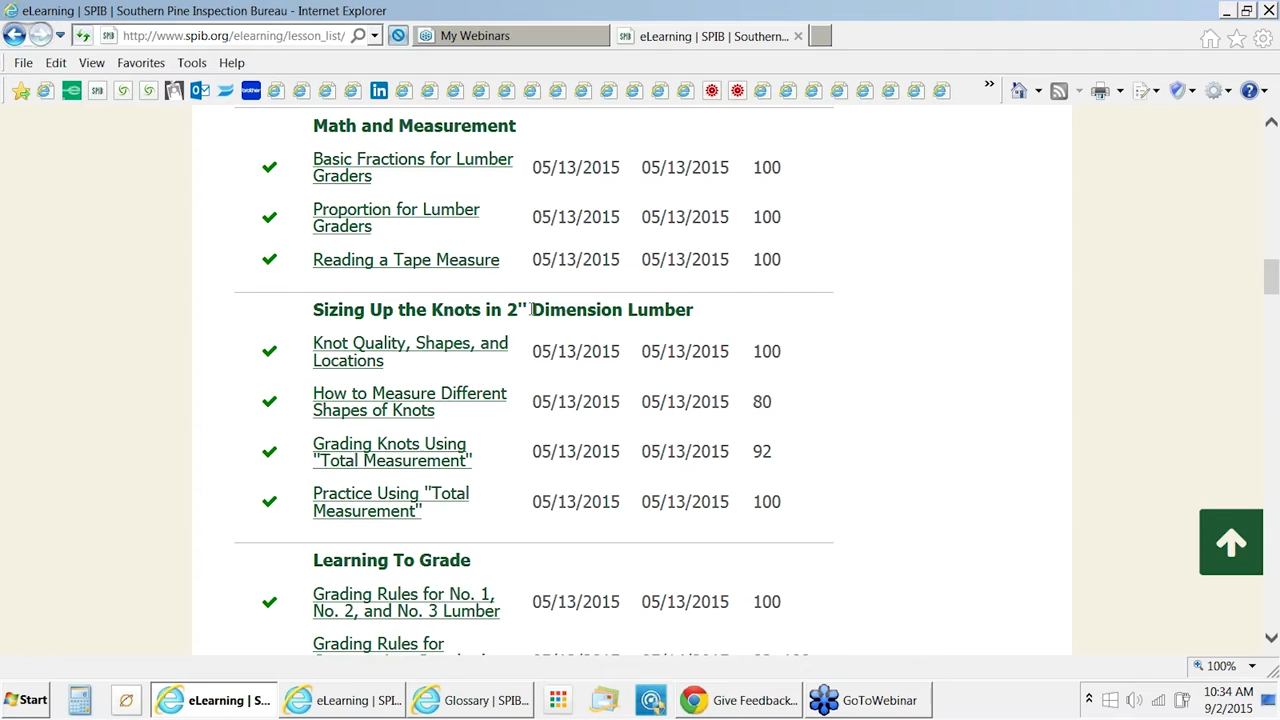 eLearning | SPIB | Southern Pine Inspection Bureau - Internet Explorer
SPIB http://www.spib.org/elearning/lesson_list/
My Webinars
SPIB eLearning | SPIB | Southern...
File Edit View Favorites Tools Help
SPIB
brother
in
Math and Measurement
Basic Fractions for Lumber Graders 05/13/2015 05/13/2015 100
Proportion for Lumber Graders 05/13/2015 05/13/2015 100
Reading a Tape Measure 05/13/2015 05/13/2015 100
Sizing Up the Knots in 2" Dimension Lumber
Knot Quality, Shapes, and Locations 05/13/2015 05/13/2015 100
How to Measure Different Shapes of Knots 05/13/2015 05/13/2015 80
Grading Knots Using "Total Measurement" 05/13/2015 05/13/2015 92
Practice Using "Total Measurement" 05/13/2015 05/13/2015 100
Learning To Grade
Grading Rules for No. 1, No. 2, and No. 3 Lumber 05/13/2015 05/13/2015 100
Grading Rules for
100%
Start
eLearning | S...
eLearning | SPI...
Glossary | SPIB...
Give Feedback...
GoToWebinar
10:34 AM
9/2/2015